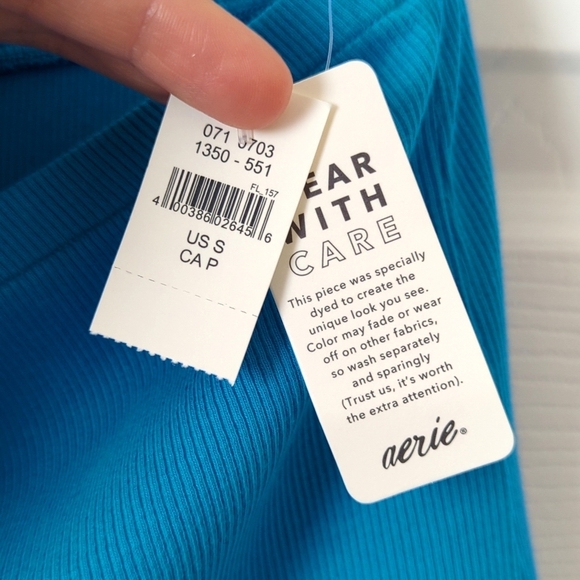 071 0703
1350 - 551
FL_157
4 00386 02645 6
US S
CA P
EAR
WITH
CARE
This piece was specially
dyed to create the
unique look you see.
Color may fade or wear
off on other fabrics,
so wash separately
and sparingly
(Trust us, it's worth
the extra attention).
aerie®